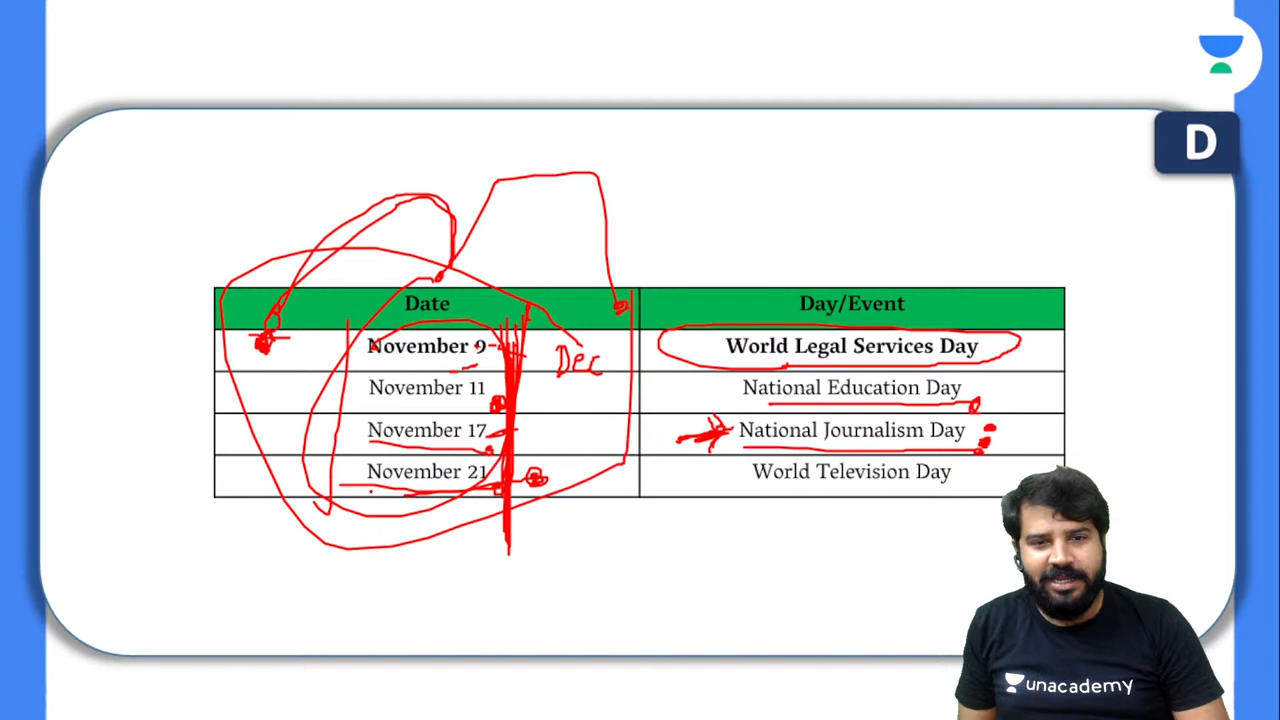 D
Date Day/Event
November 9 World Legal Services Day
Dec
November 11 National Education Day
November 17 National Journalism Day
November 21 World Television Day
unacademy